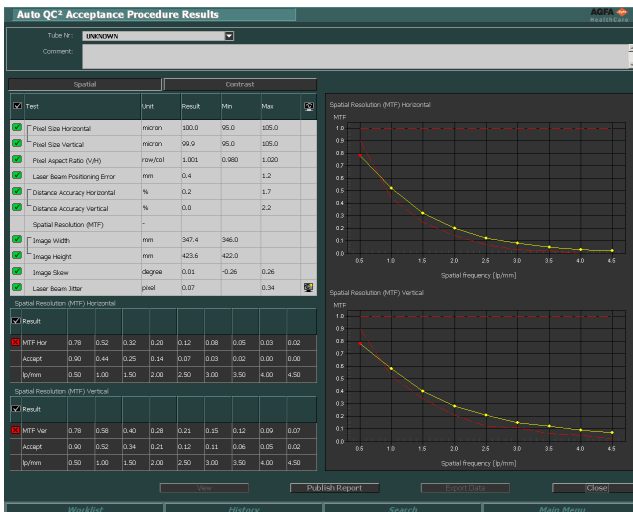 Auto QC² Acceptance Procedure Results
AGFA
HealthCare
Tube Nr: UNKNOWN
Comment:
Spatial Contrast
Test Unit Result Min Max
Pixel Size Horizontal micron 100.0 95.0 105.0
Pixel Size Vertical micron 99.9 95.0 105.0
Pixel Aspect Ratio (V/H) row/col 1.001 0.980 1.020
Laser Beam Positioning Error mm 0.4 1.2
Distance Accuracy Horizontal % 0.2 1.7
Distance Accuracy Vertical % 0.0 2.2
Spatial Resolution (MTF) -
Image Width mm 347.4 346.0
Image Height mm 423.6 422.0
Image Skew degree 0.01 -0.26 0.26
Laser Beam Jitter pixel 0.07 0.34
Spatial Resolution (MTF) Horizontal
Result
MTF Hor 0.78 0.52 0.32 0.20 0.12 0.08 0.05 0.03 0.02
Accept 0.90 0.44 0.25 0.14 0.07 0.03 0.02 0.00 0.00
lp/mm 0.50 1.00 1.50 2.00 2.50 3.00 3.50 4.00 4.50
Spatial Resolution (MTF) Vertical
Result
MTF Ver 0.78 0.58 0.40 0.28 0.21 0.15 0.12 0.09 0.07
Accept 0.90 0.52 0.34 0.21 0.12 0.11 0.06 0.05 0.02
lp/mm 0.50 1.00 1.50 2.00 2.50 3.00 3.50 4.00 4.50
Spatial Resolution (MTF) Horizontal
MTF
1.0
0.9
0.8
0.7
0.6
0.5
0.4
0.3
0.2
0.1
0.0
0.5 1.0 1.5 2.0 2.5 3.0 3.5 4.0 4.5
Spatial frequency [lp/mm]
Spatial Resolution (MTF) Vertical
MTF
1.0
0.9
0.8
0.7
0.6
0.5
0.4
0.3
0.2
0.1
0.0
0.5 1.0 1.5 2.0 2.5 3.0 3.5 4.0 4.5
Spatial frequency [lp/mm]
View Publish Report Export Data Close
Worklist History Search Main Menu